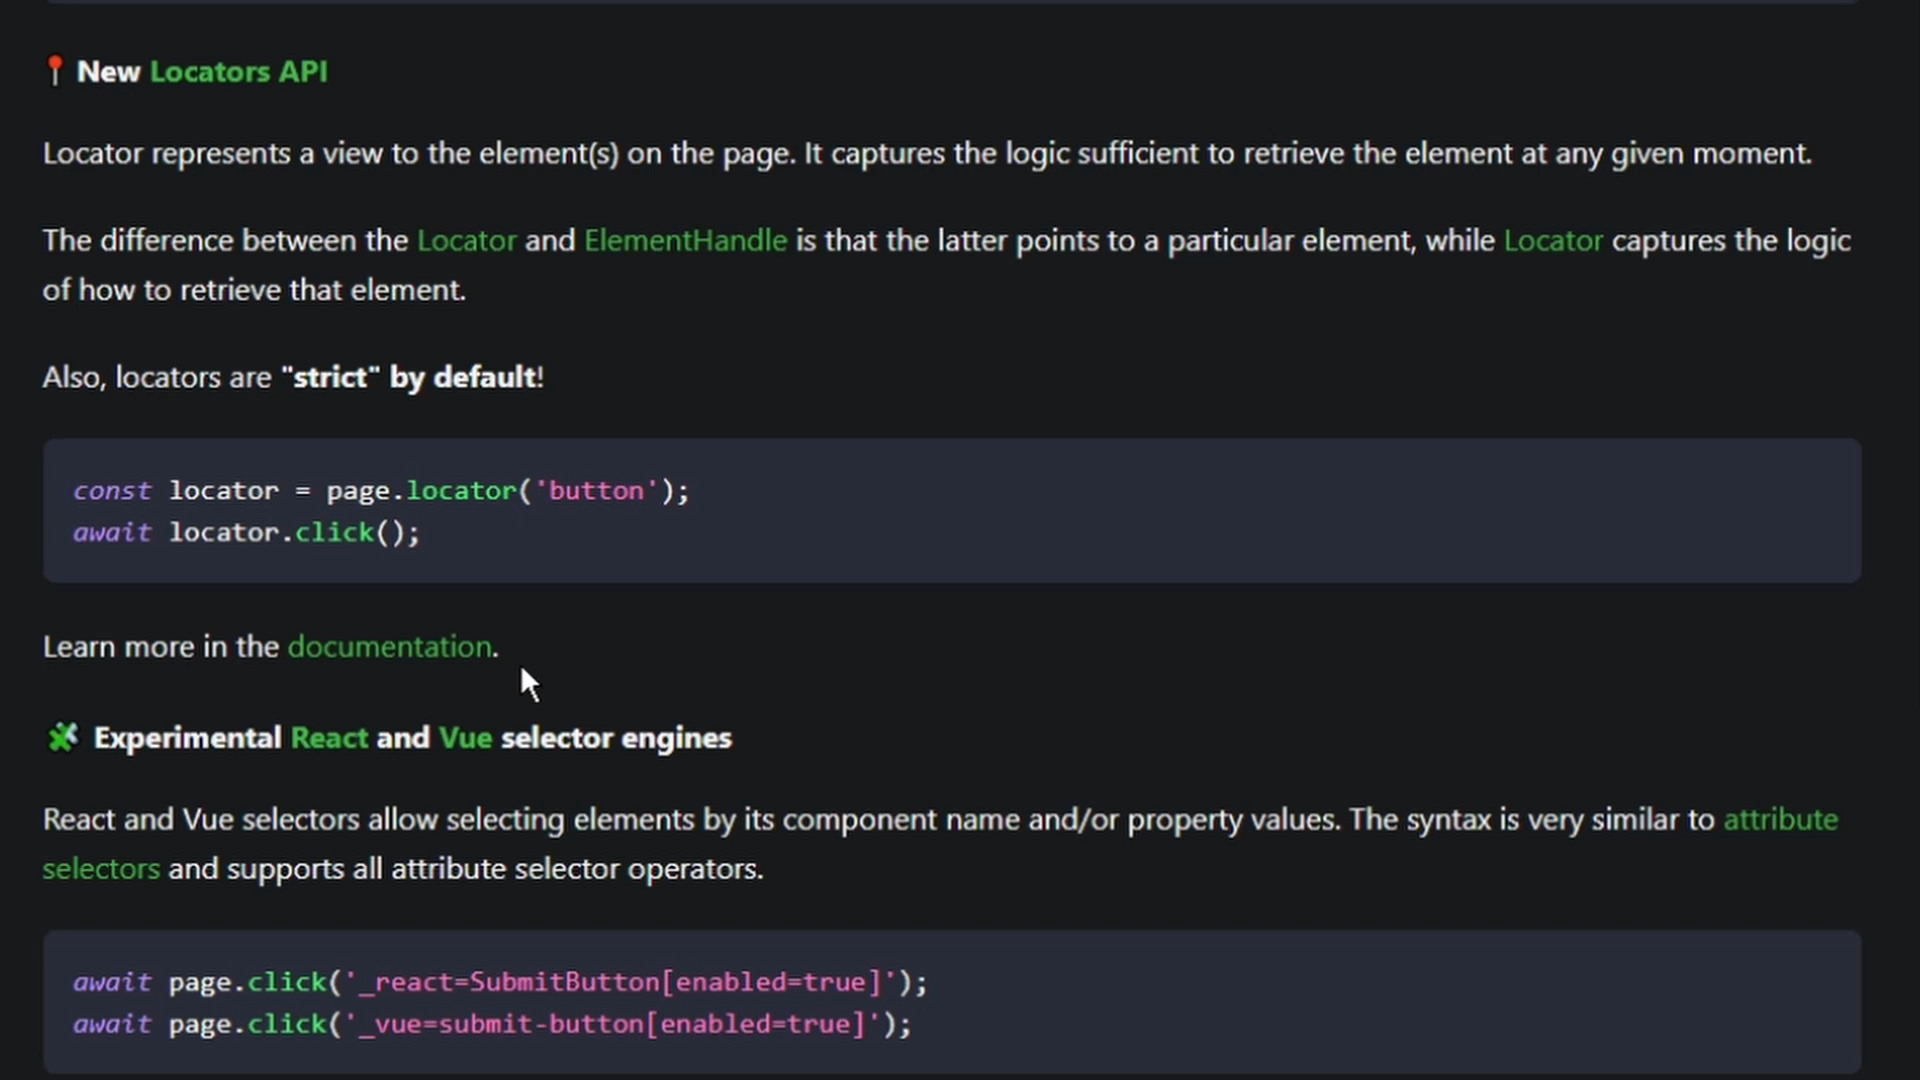 New Locators API
Locator represents a view to the element(s) on the page. It captures the logic sufficient to retrieve the element at any given moment.
The difference between the Locator and ElementHandle is that the latter points to a particular element, while Locator captures the logic
of how to retrieve that element.
Also, locators are "strict" by default!
const locator = page.locator('button');
await locator.click();
Learn more in the documentation.
Experimental React and Vue selector engines
React and Vue selectors allow selecting elements by its component name and/or property values. The syntax is very similar to attribute
selectors and supports all attribute selector operators.
await page.click('_react=SubmitButton[enabled=true]');
await page.click('_vue=submit-button[enabled=true]');